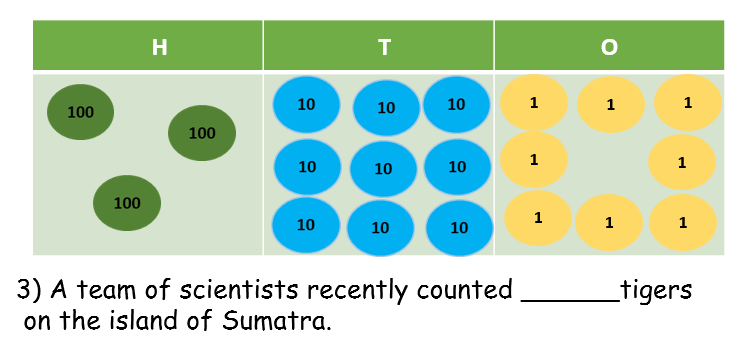 H T O
100 10 10 10 1 1 1
100
10 10 10 1 1
100
10 10 10 1 1 1
3) A team of scientists recently counted ______tigers
on the island of Sumatra.